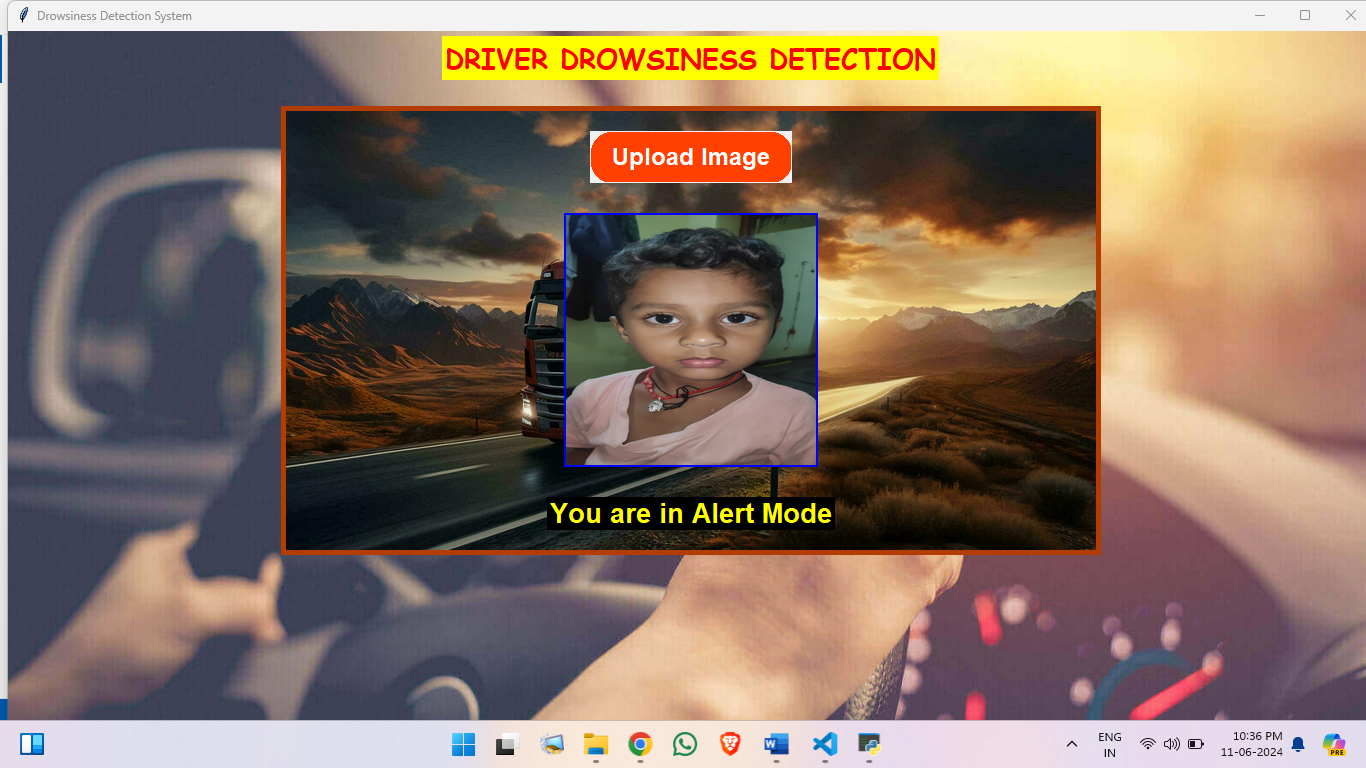 Drowsiness Detection System
DRIVER DROWSINESS DETECTION
Upload Image
You are in Alert Mode
ENG
IN
10:36 PM
11-06-2024
PRE